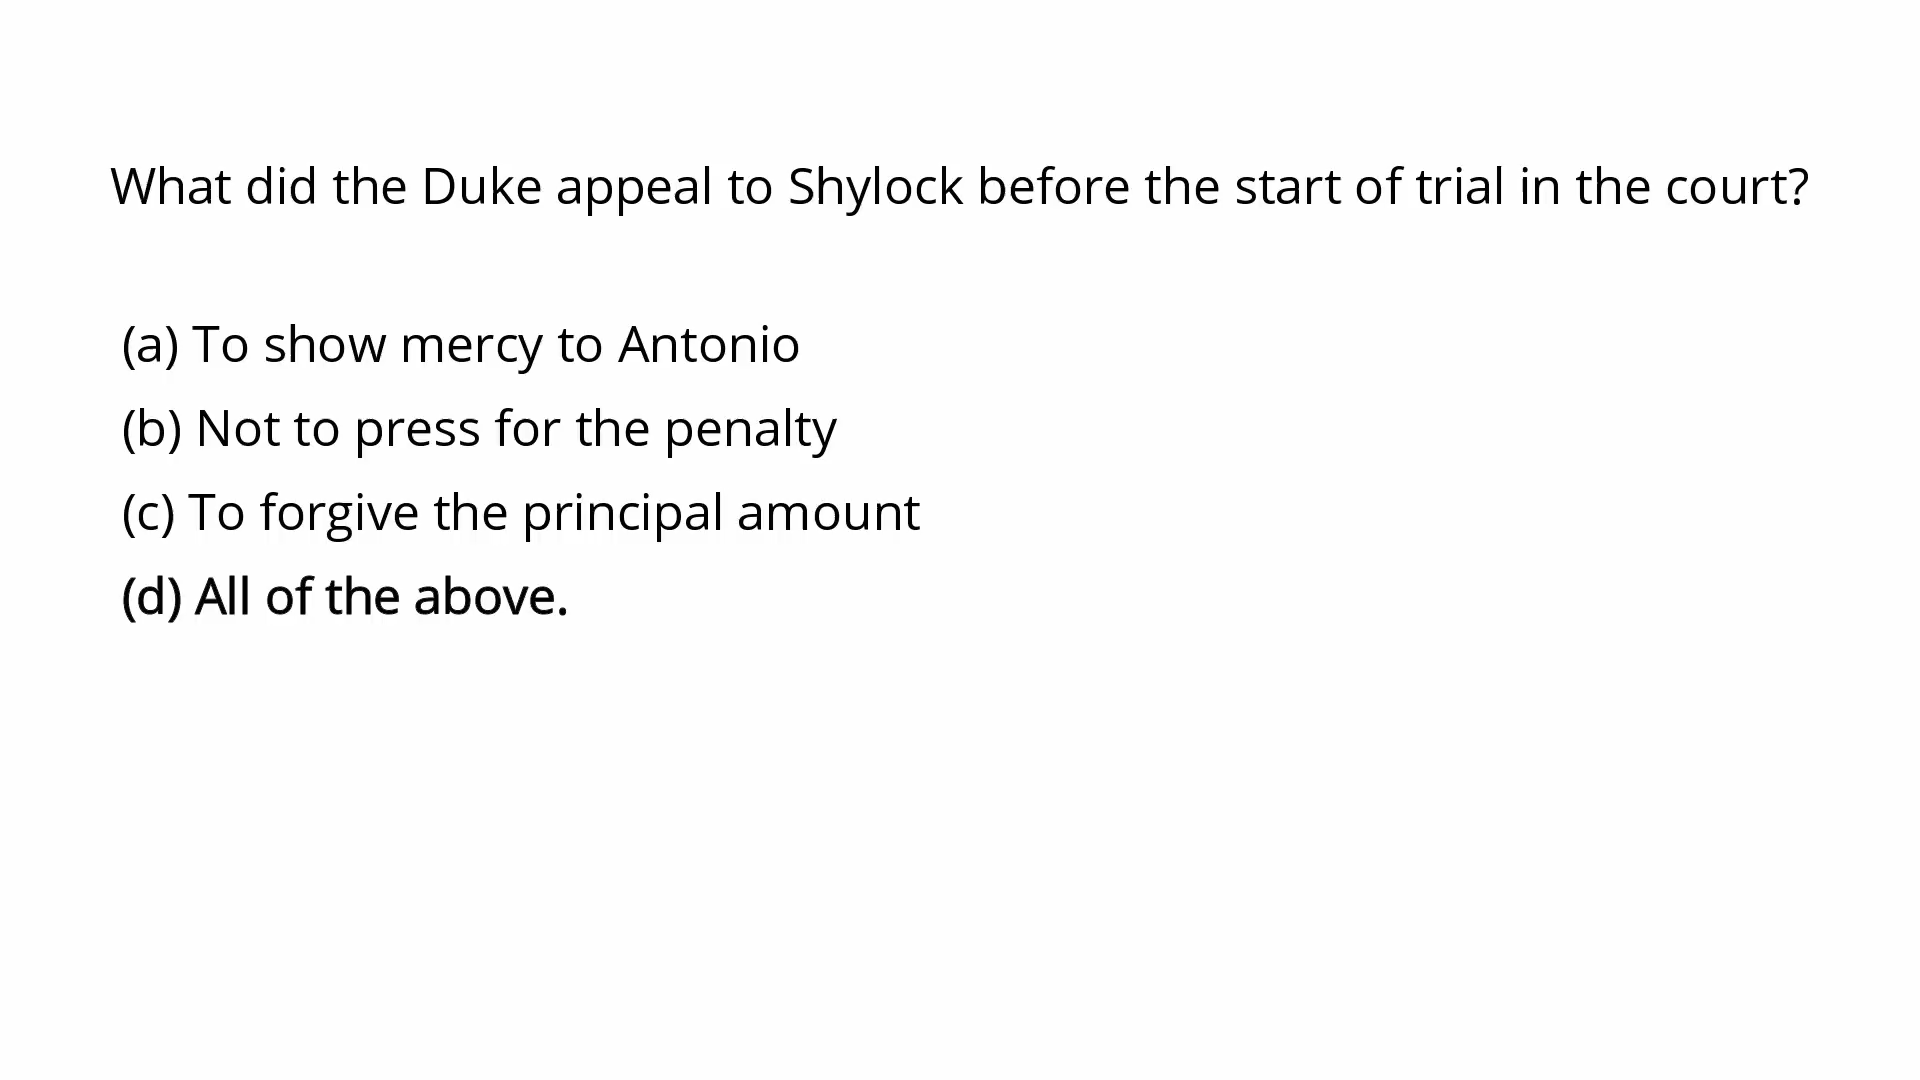 What did the Duke appeal to Shylock before the start of trial in the court?
(a) To show mercy to Antonio
(b) Not to press for the penalty
(c) To forgive the principal amount
(d) All of the above.